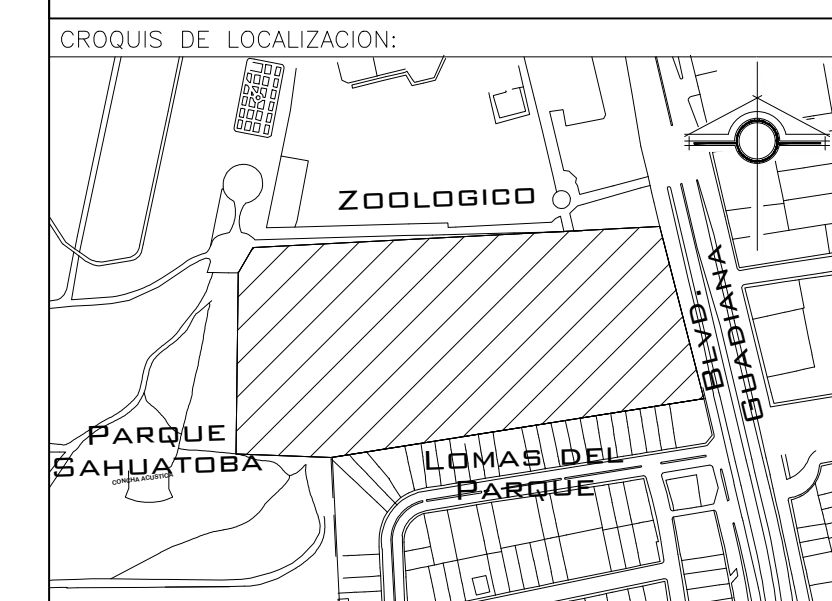 CROQUIS DE LOCALIZACION:
ZOOLOGICO
BLVD.
GUADIANA
PARQUE
SAHUATOBA
CONCHA ACUSTICA
LOMAS DEL
PARQUE